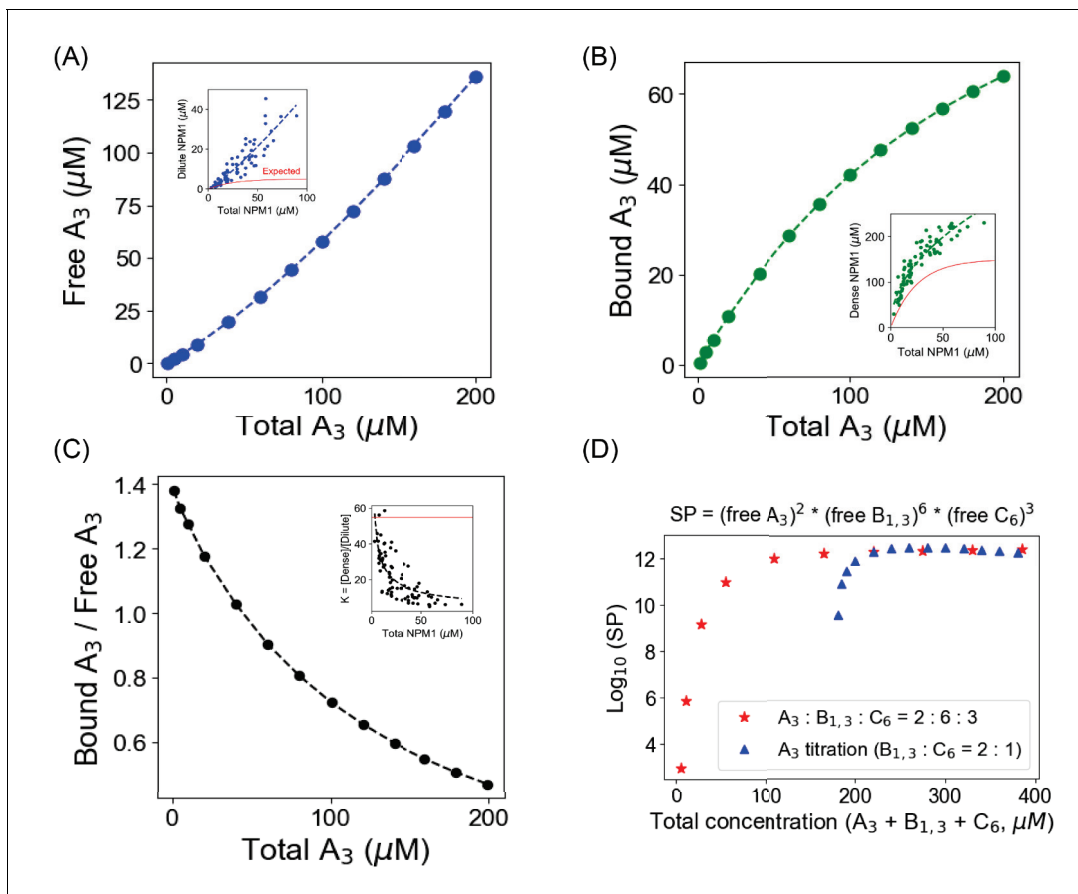 (A)
Free A₃ (μM)
125
100
75
50
25
0
0
100
200
Total A₃ (μM)
Dilute NPM1 (μM)
40
20
0
0
50
100
Total NPM1 (μM)
Expected
(B)
Bound A₃ (μM)
60
40
20
0
0
100
200
Total A₃ (μM)
Dense NPM1 (μM)
200
100
0
0
50
100
Total NPM1 (μM)
(C)
Bound A₃ / Free A₃
1.4
1.2
1.0
0.8
0.6
0
50
100
150
200
Total A₃ (μM)
K = [Dense]/[Dilute]
60
40
20
0
50
100
Tota NPM1 (μM)
(D)
SP = (free A₃)² * (free B₁,₃)⁶ * (free C₆)³
Log₁₀ (SP)
12
10
8
6
4
0
100
200
300
400
Total concentration (A₃ + B₁,₃ + C₆, μM)
A₃ : B₁,₃ : C₆ = 2 : 6 : 3
A₃ titration (B₁,₃ : C₆ = 2 : 1)